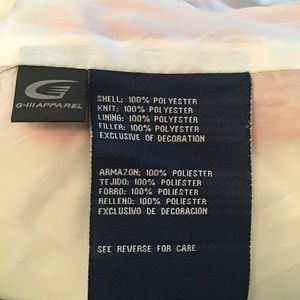 G-III APPAREL
SHELL: 100% POLYESTER
KNIT: 100% POLYESTER
LINING: 100% POLYESTER
FILLER: 100% POLYESTER
EXCLUSIVE OF DECORATION
ARMAZON: 100% POLIESTER
TEJIDO: 100% POLIESTER
FORRO: 100% POLIESTER
RELLENO: 100% POLIESTER
EXCLUSIVO DE DECORACION
SEE REVERSE FOR CARE